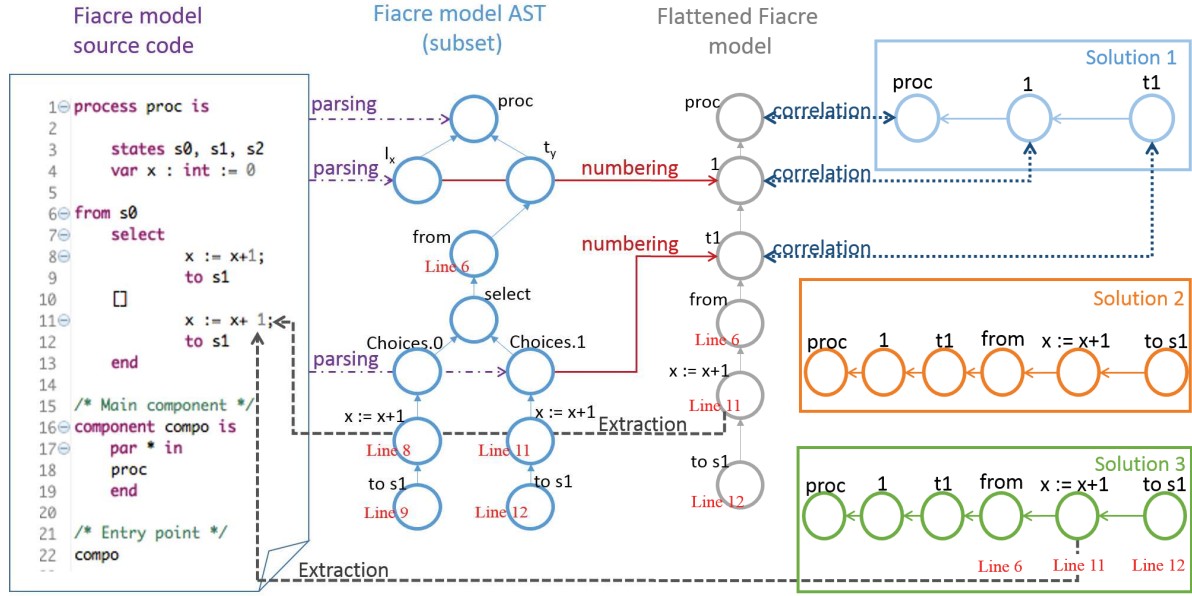 Fiacre model
source code
Fiacre model AST
(subset)
Flattened Fiacre
model
1 process proc is
2
3 states s0, s1, s2
4 var x : int := 0
5
6 from s0
7 select
8 x := x+1;
9 to s1
10 []
11 x := x+ 1;
12 to s1
13 end
14
15 /* Main component */
16 component compo is
17 par * in
18 proc
19 end
20
21 /* Entry point */
22 compo
parsing
parsing
parsing
proc
lx
ty
from
Line 6
select
Choices.0
Choices.1
x := x+1
x := x+1
Line 8
Line 11
to s1
to s1
Line 9
Line 12
numbering
numbering
proc
1
t1
from
Line 6
x := x+1
Line 11
to s1
Line 12
Extraction
Extraction
correlation
correlation
correlation
Solution 1
proc 1 t1
Solution 2
proc 1 t1 from x := x+1 to s1
Solution 3
proc 1 t1 from x := x+1 to s1
Line 6 Line 11 Line 12